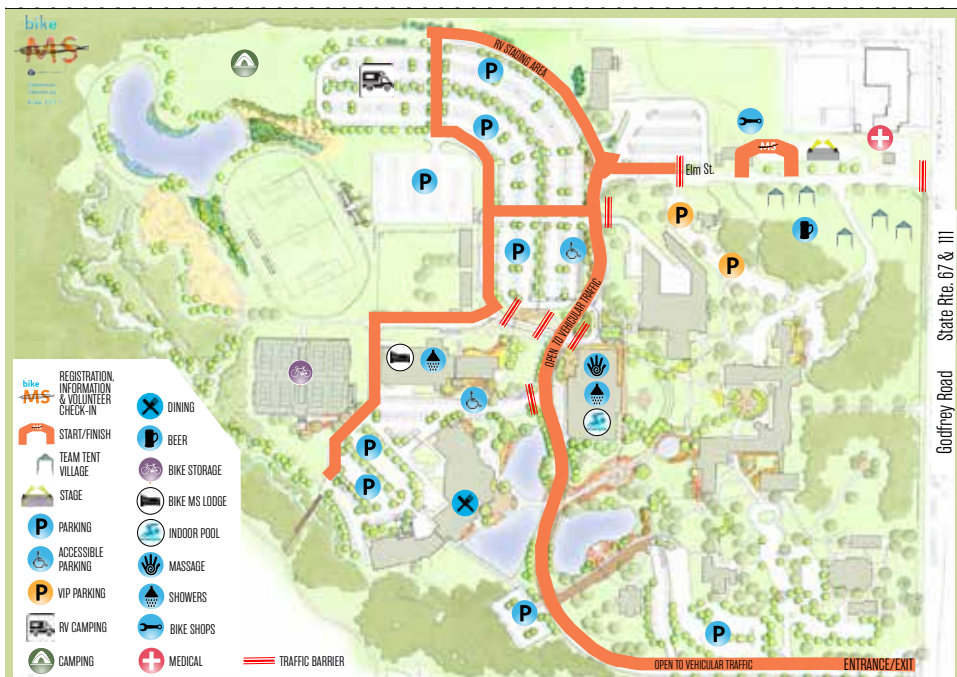 bike
MS
RV STAGING AREA
P
P
P
MS
Elm St.
P
P
P
OPEN TO VEHICULAR TRAFFIC
Godfrey Road State Rte. 67 & 111
P
P
P
P
OPEN TO VEHICULAR TRAFFIC
ENTRANCE/EXIT
bike
MS
REGISTRATION,
INFORMATION
& VOLUNTEER
CHECK-IN
START/FINISH
TEAM TENT
VILLAGE
STAGE
P PARKING
ACCESSIBLE
PARKING
P VIP PARKING
RV CAMPING
CAMPING
DINING
BEER
BIKE STORAGE
BIKE MS LODGE
INDOOR POOL
MASSAGE
SHOWERS
BIKE SHOPS
MEDICAL
TRAFFIC BARRIER